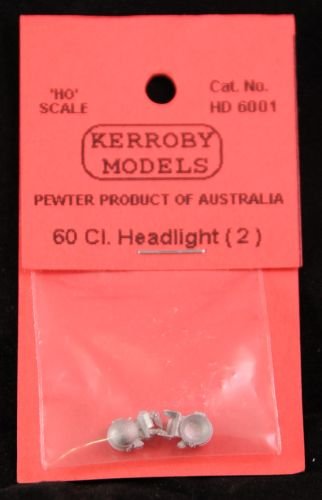 'HO' SCALE
Cat. No. HD 6001
KERROBY
MODELS
PEWTER PRODUCT OF AUSTRALIA
60 Cl. Headlight ( 2 )